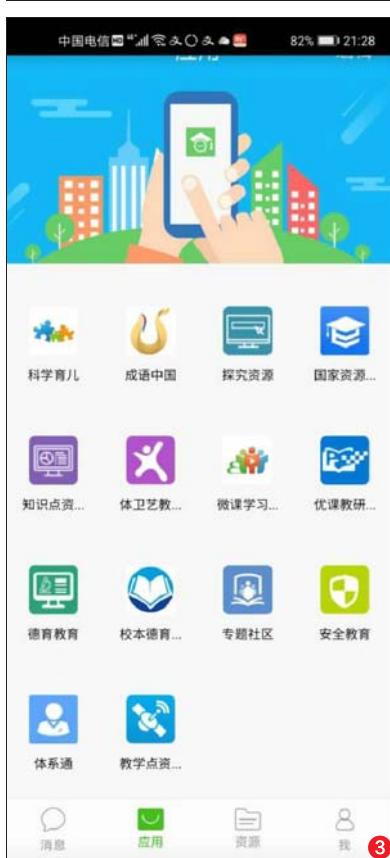 中国电信 82% 21:28
科学育儿 成语中国 探究资源 国家资源...
知识点资... 体卫艺教... 微课学习... 优课教研...
德育教育 校本德育... 专题社区 安全教育
体系通 教学点资...
消息 应用 资源 我 3